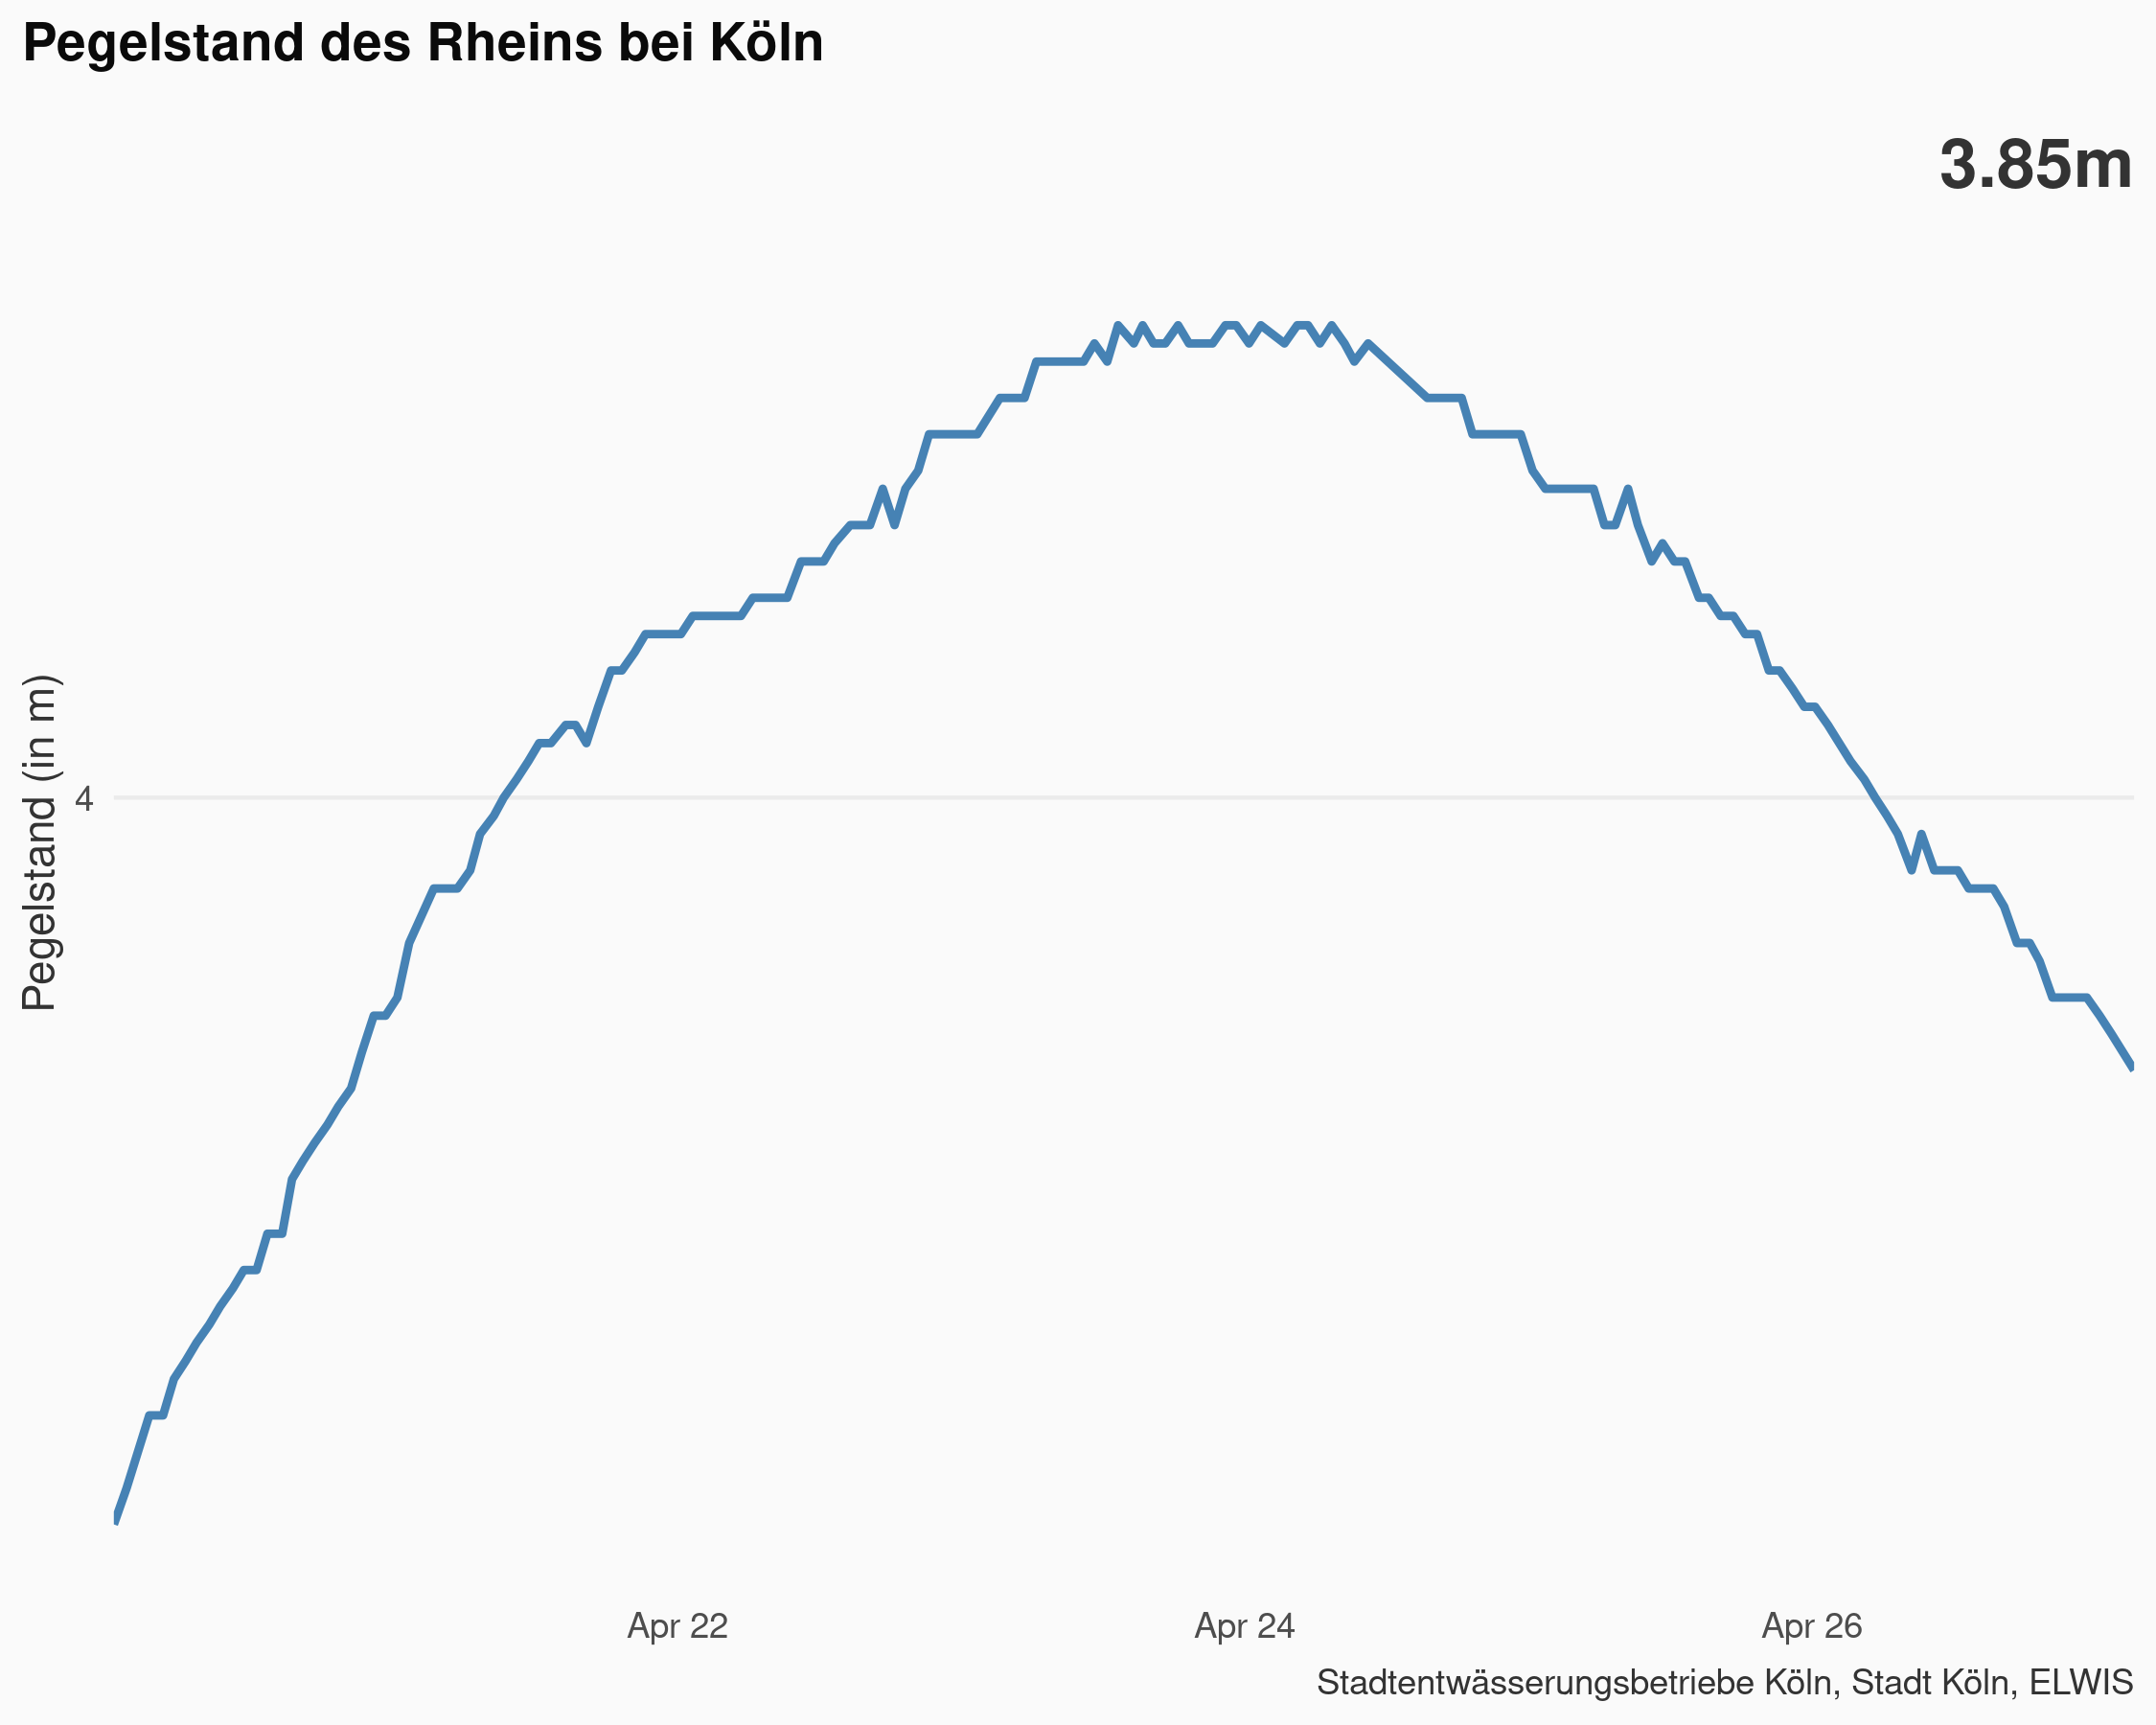 Pegelstand des Rheins bei Köln
3.85m
Pegelstand (in m)
4
Apr 22
Apr 24
Apr 26
Stadtentwässerungsbetriebe Köln, Stadt Köln, ELWIS